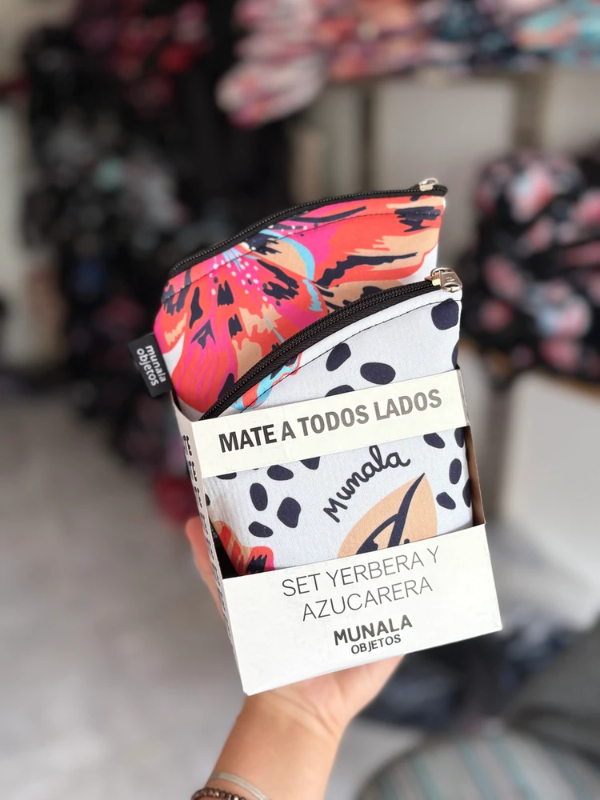 munala
objetos
MATE A TODOS LADOS
Munala
SET YERBERA Y
AZUCARERA
MUNALA
OBJETOS